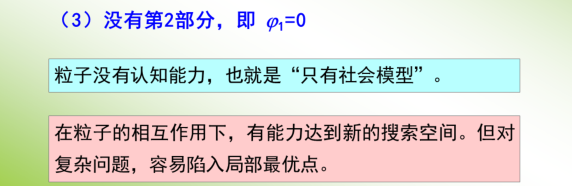 （3）没有第2部分，即 φ₁=0
粒子没有认知能力，也就是“只有社会模型”。
在粒子的相互作用下，有能力达到新的搜索空间。但对
复杂问题，容易陷入局部最优点。